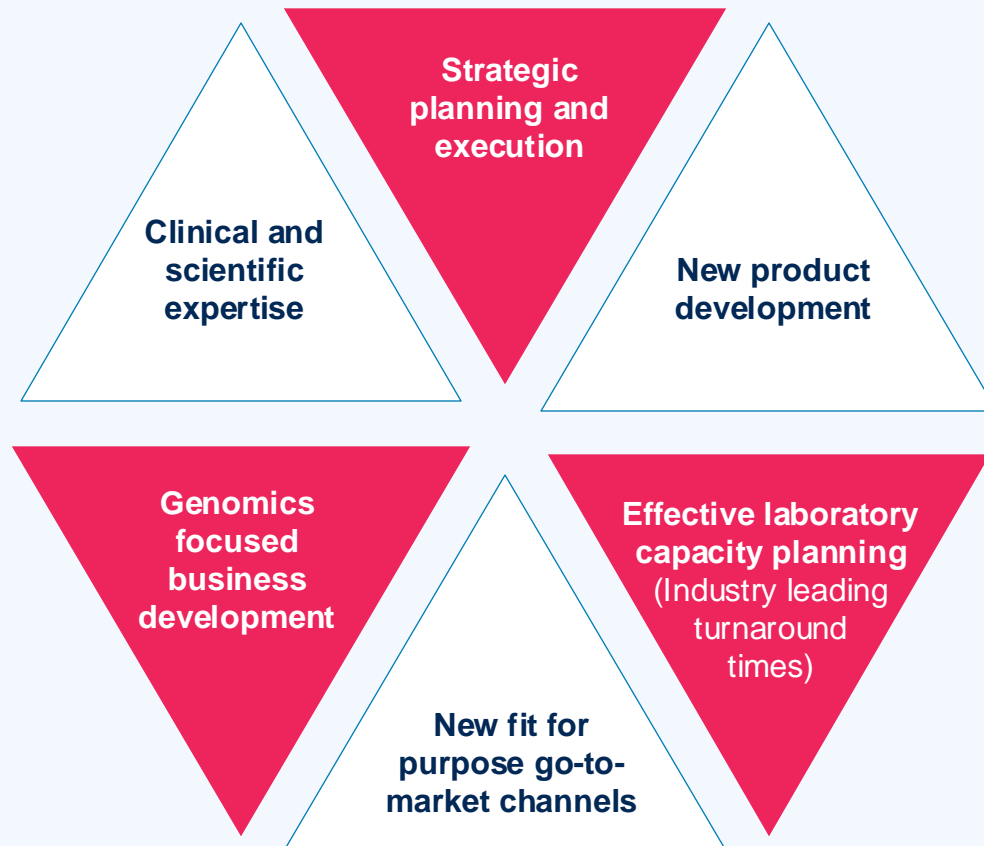 Strategic
planning and
execution
Clinical and
scientific
expertise
New product
development
Genomics
focused
business
development
Effective laboratory
capacity planning
(Industry leading
turnaround
times)
New fit for
purpose go-to-
market channels